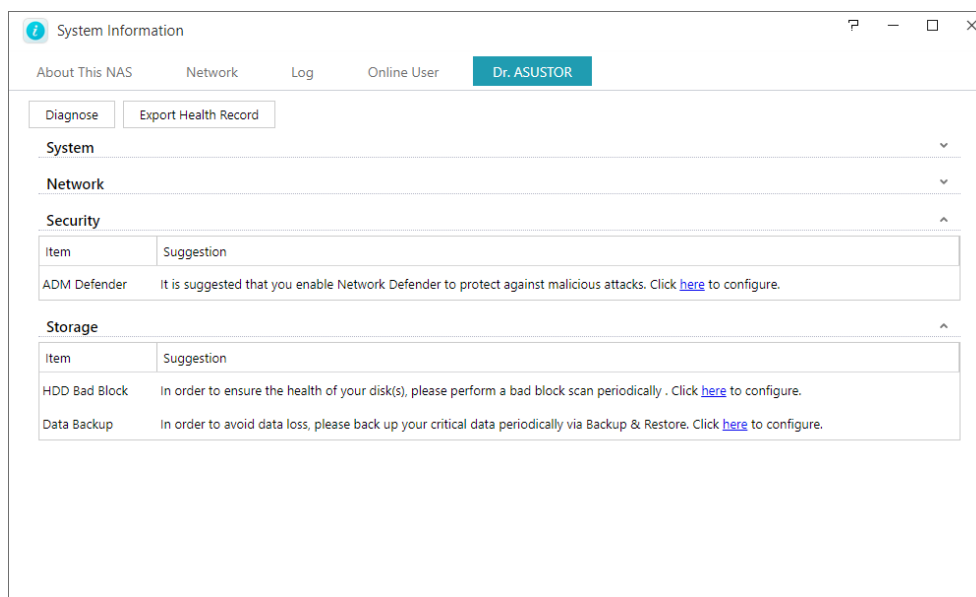 System Information
About This NAS Network Log Online User Dr. ASUSTOR
Diagnose Export Health Record
System
Network
Security
Item Suggestion
ADM Defender It is suggested that you enable Network Defender to protect against malicious attacks. Click here to configure.
Storage
Item Suggestion
HDD Bad Block In order to ensure the health of your disk(s), please perform a bad block scan periodically . Click here to configure.
Data Backup In order to avoid data loss, please back up your critical data periodically via Backup & Restore. Click here to configure.